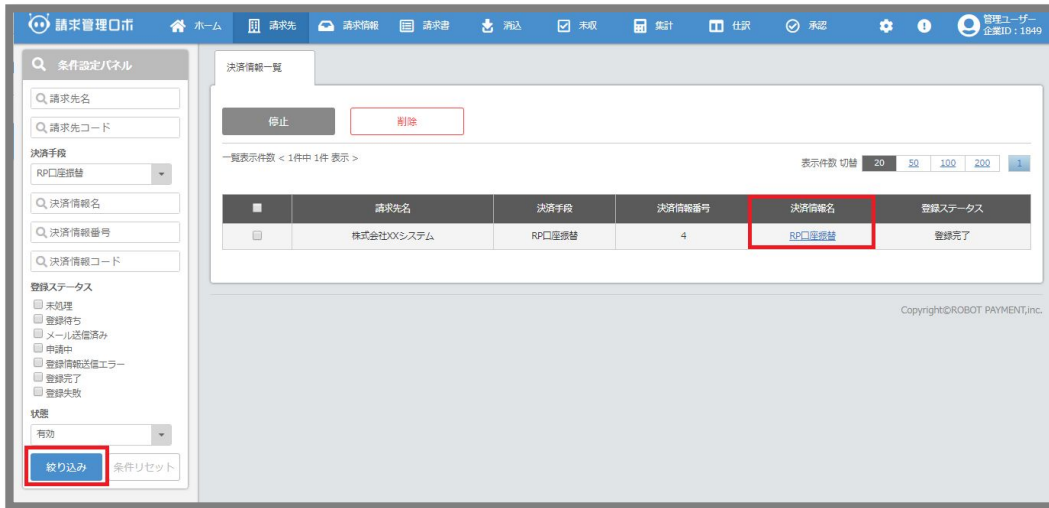 請求管理ロボ ホーム 請求先 請求情報 請求書 消込 未収 集計 仕訳 承認 管理ユーザー
企業ID：1849
条件設定パネル
請求先名
請求先コード
決済手段
RP口座振替
決済情報名
決済情報番号
決済情報コード
登録ステータス
未処理
登録待ち
メール送信済み
申請中
登録情報送信エラー
登録完了
登録失敗
状態
有効
絞り込み 条件リセット
決済情報一覧
停止 削除
一覧表示件数 < 1件中 1件 表示 >
表示件数 切替 20 50 100 200 1
請求先名 決済手段 決済情報番号 決済情報名 登録ステータス
株式会社XXシステム RP口座振替 4 RP口座振替 登録完了
Copyright©ROBOT PAYMENT,inc.